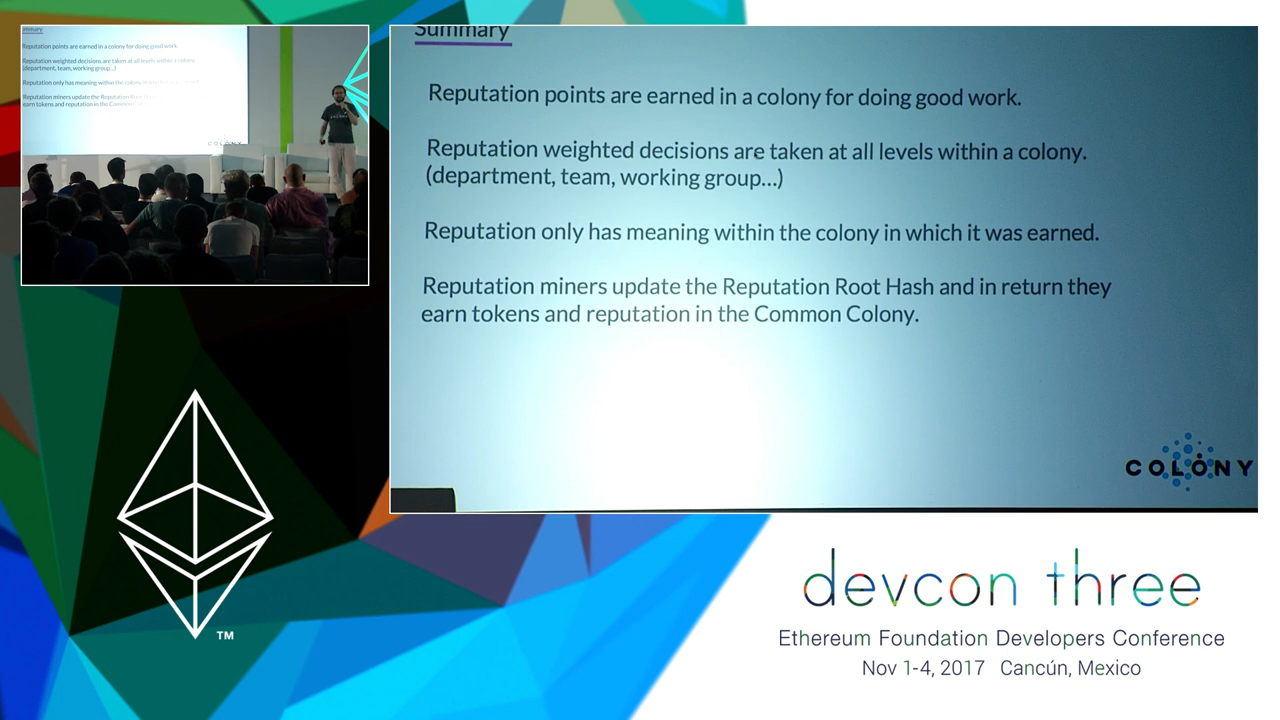 Summary
Reputation points are earned in a colony for doing good work.
Reputation weighted decisions are taken at all levels within a colony.
(department, team, working group...)
Reputation only has meaning within the colony in which it was earned.
Reputation miners update the Reputation Root Hash and in return they
earn tokens and reputation in the Common Colony.
COLONY
TM
devcon three
Ethereum Foundation Developers Conference
Nov 1-4, 2017 Cancún, Mexico